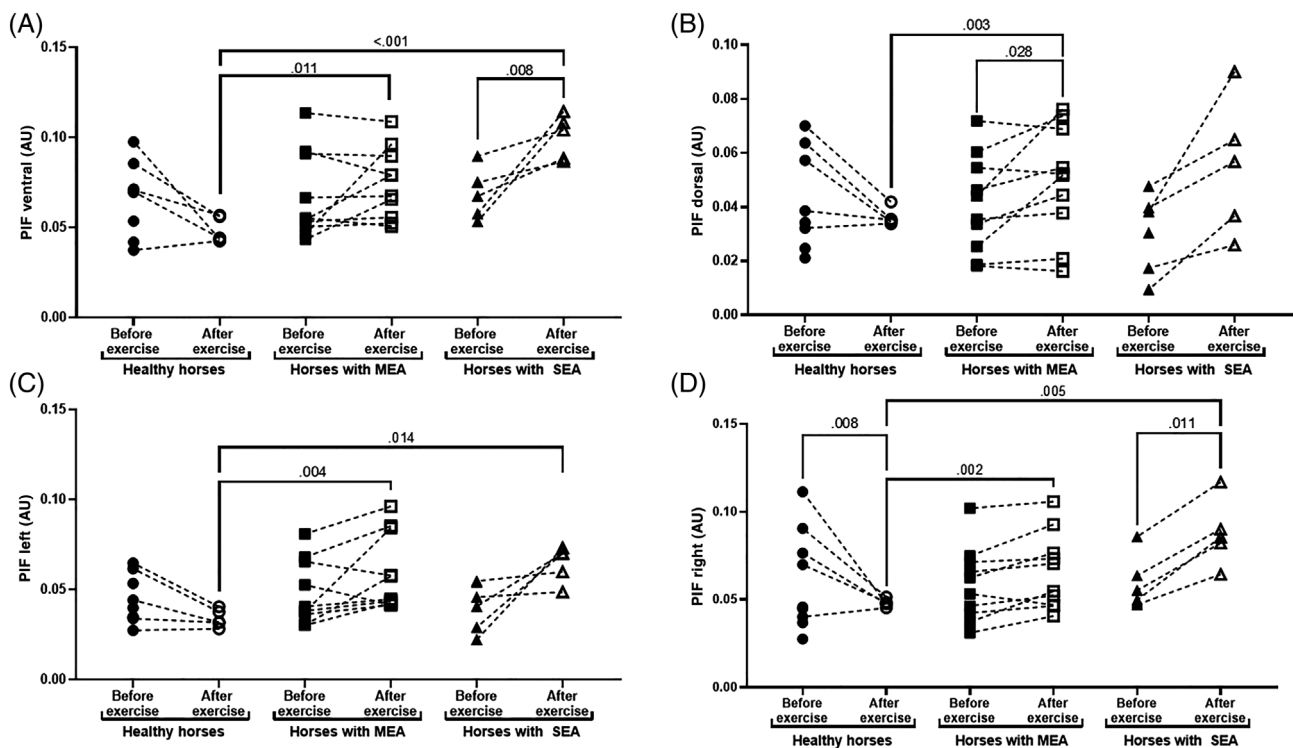 (A)
PIF ventral (AU)
0.15
0.10
0.05
0.00
<.001
.011
.008
Before exercise After exercise Before exercise After exercise Before exercise After exercise
Healthy horses Horses with MEA Horses with SEA
(B)
PIF dorsal (AU)
0.10
0.08
0.06
0.04
0.02
0.00
.003
.028
Before exercise After exercise Before exercise After exercise Before exercise After exercise
Healthy horses Horses with MEA Horses with SEA
(C)
PIF left (AU)
0.15
0.10
0.05
0.00
.014
.004
Before exercise After exercise Before exercise After exercise Before exercise After exercise
Healthy horses Horses with MEA Horses with SEA
(D)
PIF right (AU)
0.15
0.10
0.05
0.00
.005
.008
.011
.002
Before exercise After exercise Before exercise After exercise Before exercise After exercise
Healthy horses Horses with MEA Horses with SEA